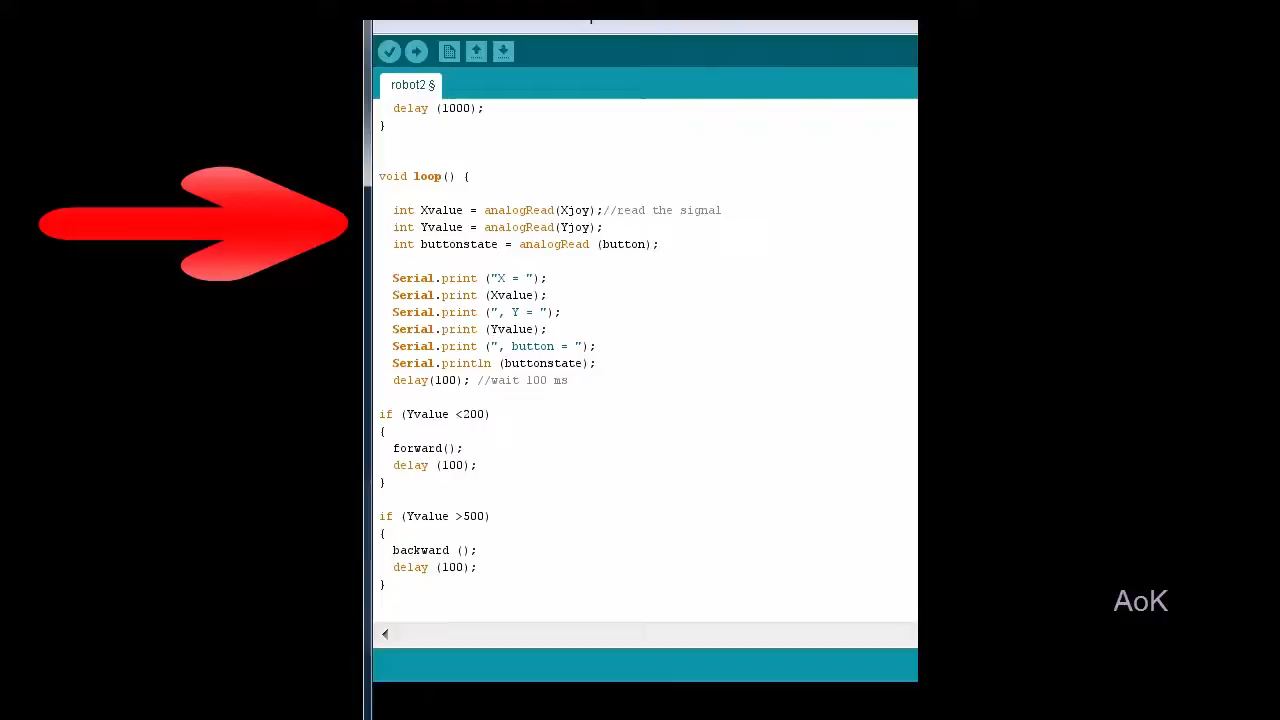 robot2 §
delay (1000);
}
void loop() {
int Xvalue = analogRead(Xjoy);//read the signal
int Yvalue = analogRead(Yjoy);
int buttonstate = analogRead (button);
Serial.print ("X = ");
Serial.print (Xvalue);
Serial.print (", Y = ");
Serial.print (Yvalue);
Serial.print (", button = ");
Serial.println (buttonstate);
delay(100); //wait 100 ms
if (Yvalue <200)
{
forward();
delay (100);
}
if (Yvalue >500)
{
backward ();
delay (100);
}
AoK